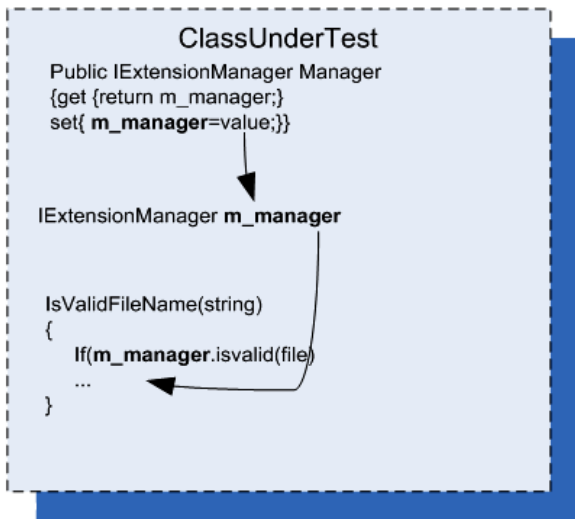 ClassUnderTest
Public IExtensionManager Manager
{get {return m_manager;}
set{ m_manager=value;}}
IExtensionManager m_manager
IsValidFileName(string)
{
If(m_manager.isvalid(file)
...
}